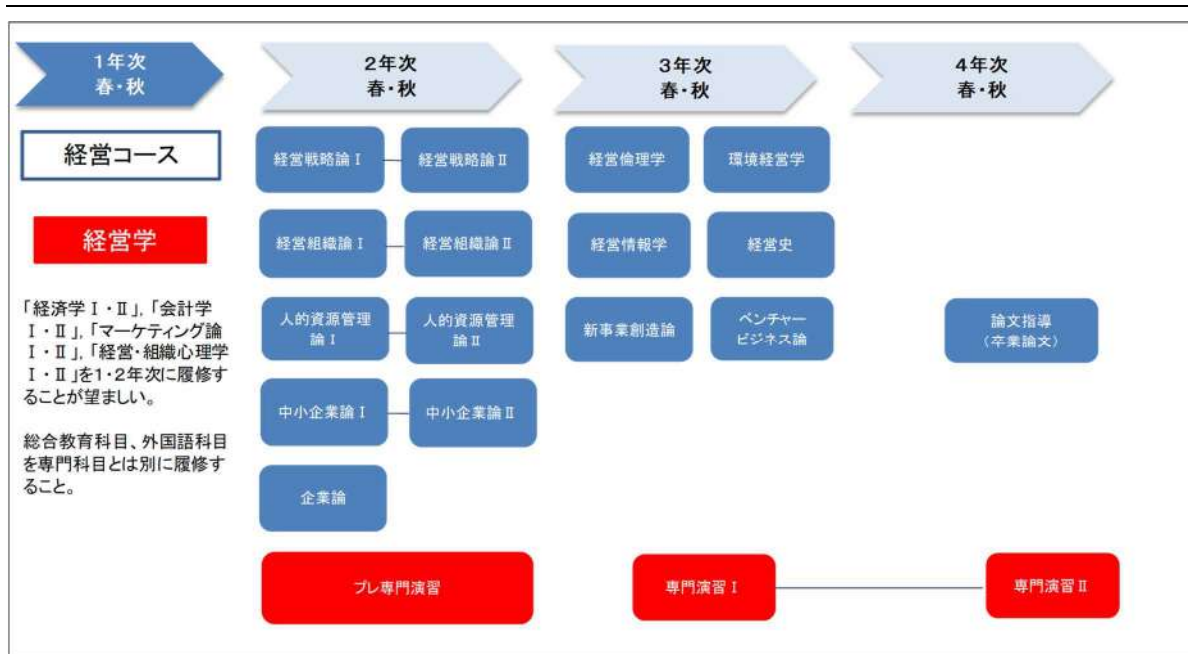 1年次
春・秋
2年次
春・秋
3年次
春・秋
4年次
春・秋
経営コース
経営学
「経済学Ⅰ・Ⅱ」,「会計学
Ⅰ・Ⅱ」,「マーケティング論
Ⅰ・Ⅱ」,「経営・組織心理学
Ⅰ・Ⅱ」を1・2年次に履修す
ることが望ましい。
総合教育科目、外国語科目
を専門科目とは別に履修す
ること。
経営戦略論Ⅰ
経営戦略論Ⅱ
経営組織論Ⅰ
経営組織論Ⅱ
人的資源管理
論Ⅰ
人的資源管理
論Ⅱ
中小企業論Ⅰ
中小企業論Ⅱ
企業論
プレ専門演習
経営倫理学
環境経営学
経営情報学
経営史
新事業創造論
ベンチャー
ビジネス論
専門演習Ⅰ
論文指導
(卒業論文)
専門演習Ⅱ